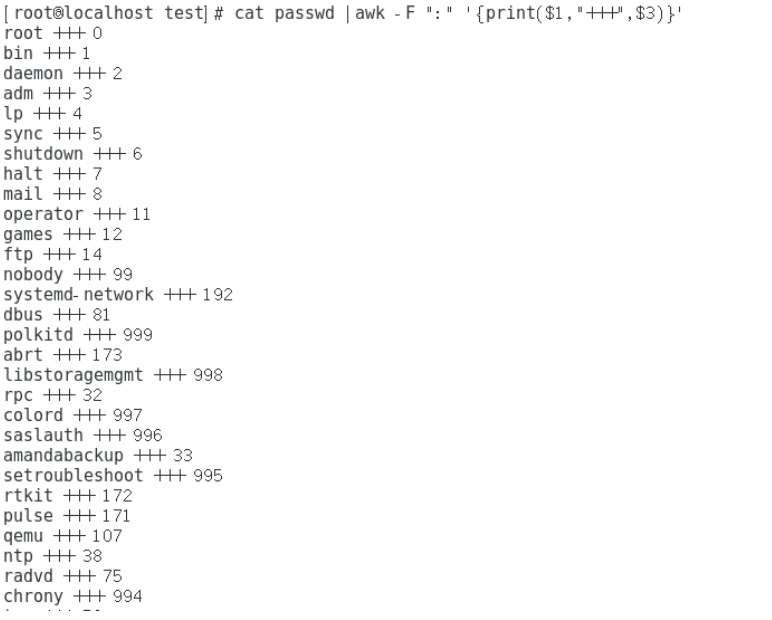 [root@localhost test]# cat passwd |awk -F ":" '{print($1,"+++",$3)}'
root +++ 0
bin +++ 1
daemon +++ 2
adm +++ 3
lp +++ 4
sync +++ 5
shutdown +++ 6
halt +++ 7
mail +++ 8
operator +++ 11
games +++ 12
ftp +++ 14
nobody +++ 99
systemd-network +++ 192
dbus +++ 81
polkitd +++ 999
abrt +++ 173
libstoragemgmt +++ 998
rpc +++ 32
colord +++ 997
saslauth +++ 996
amandabackup +++ 33
setroubleshoot +++ 995
rtkit +++ 172
pulse +++ 171
qemu +++ 107
ntp +++ 38
radvd +++ 75
chrony +++ 994